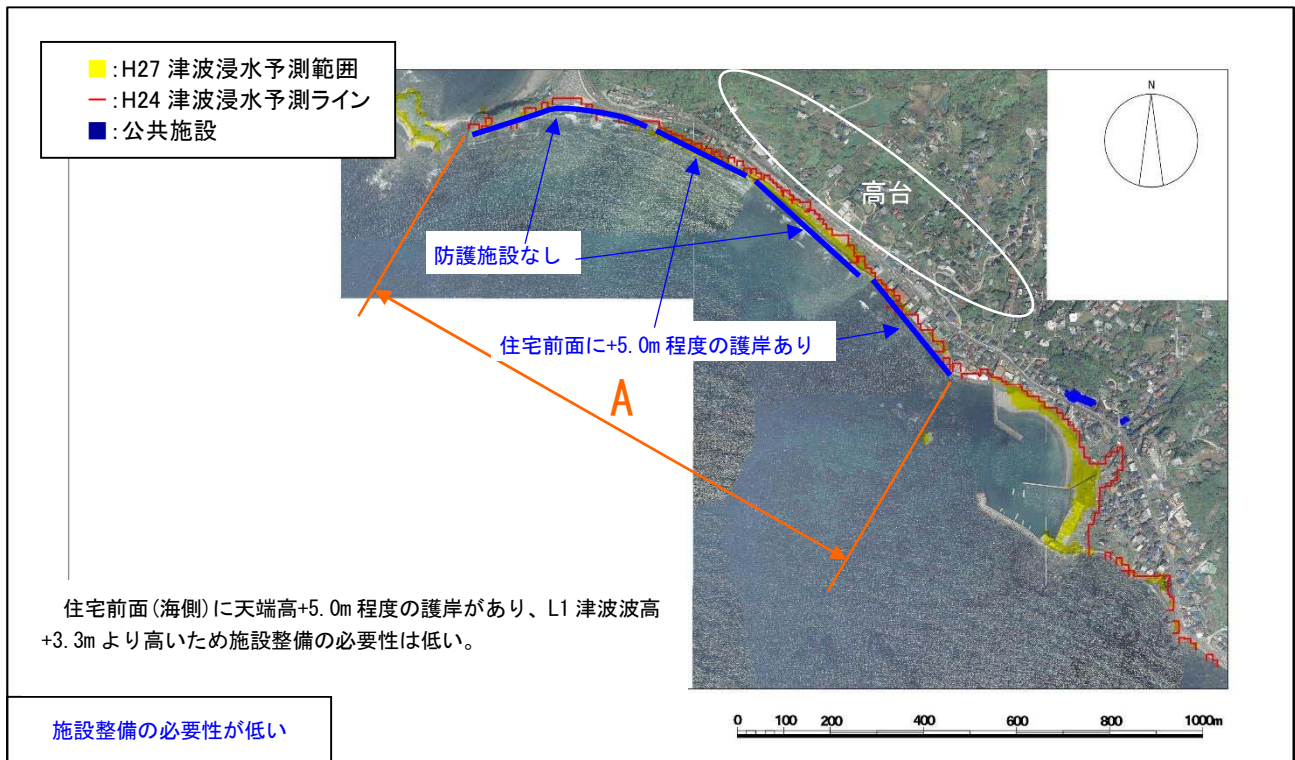 :H27 津波浸水予測範囲
:H24 津波浸水予測ライン
:公共施設
N
高台
防護施設なし
住宅前面に+5.0m 程度の護岸あり
A
住宅前面(海側)に天端高+5.0m 程度の護岸があり、L1 津波波高
+3.3m より高いため施設整備の必要性は低い。
施設整備の必要性が低い
0 100 200 400 600 800 1000m